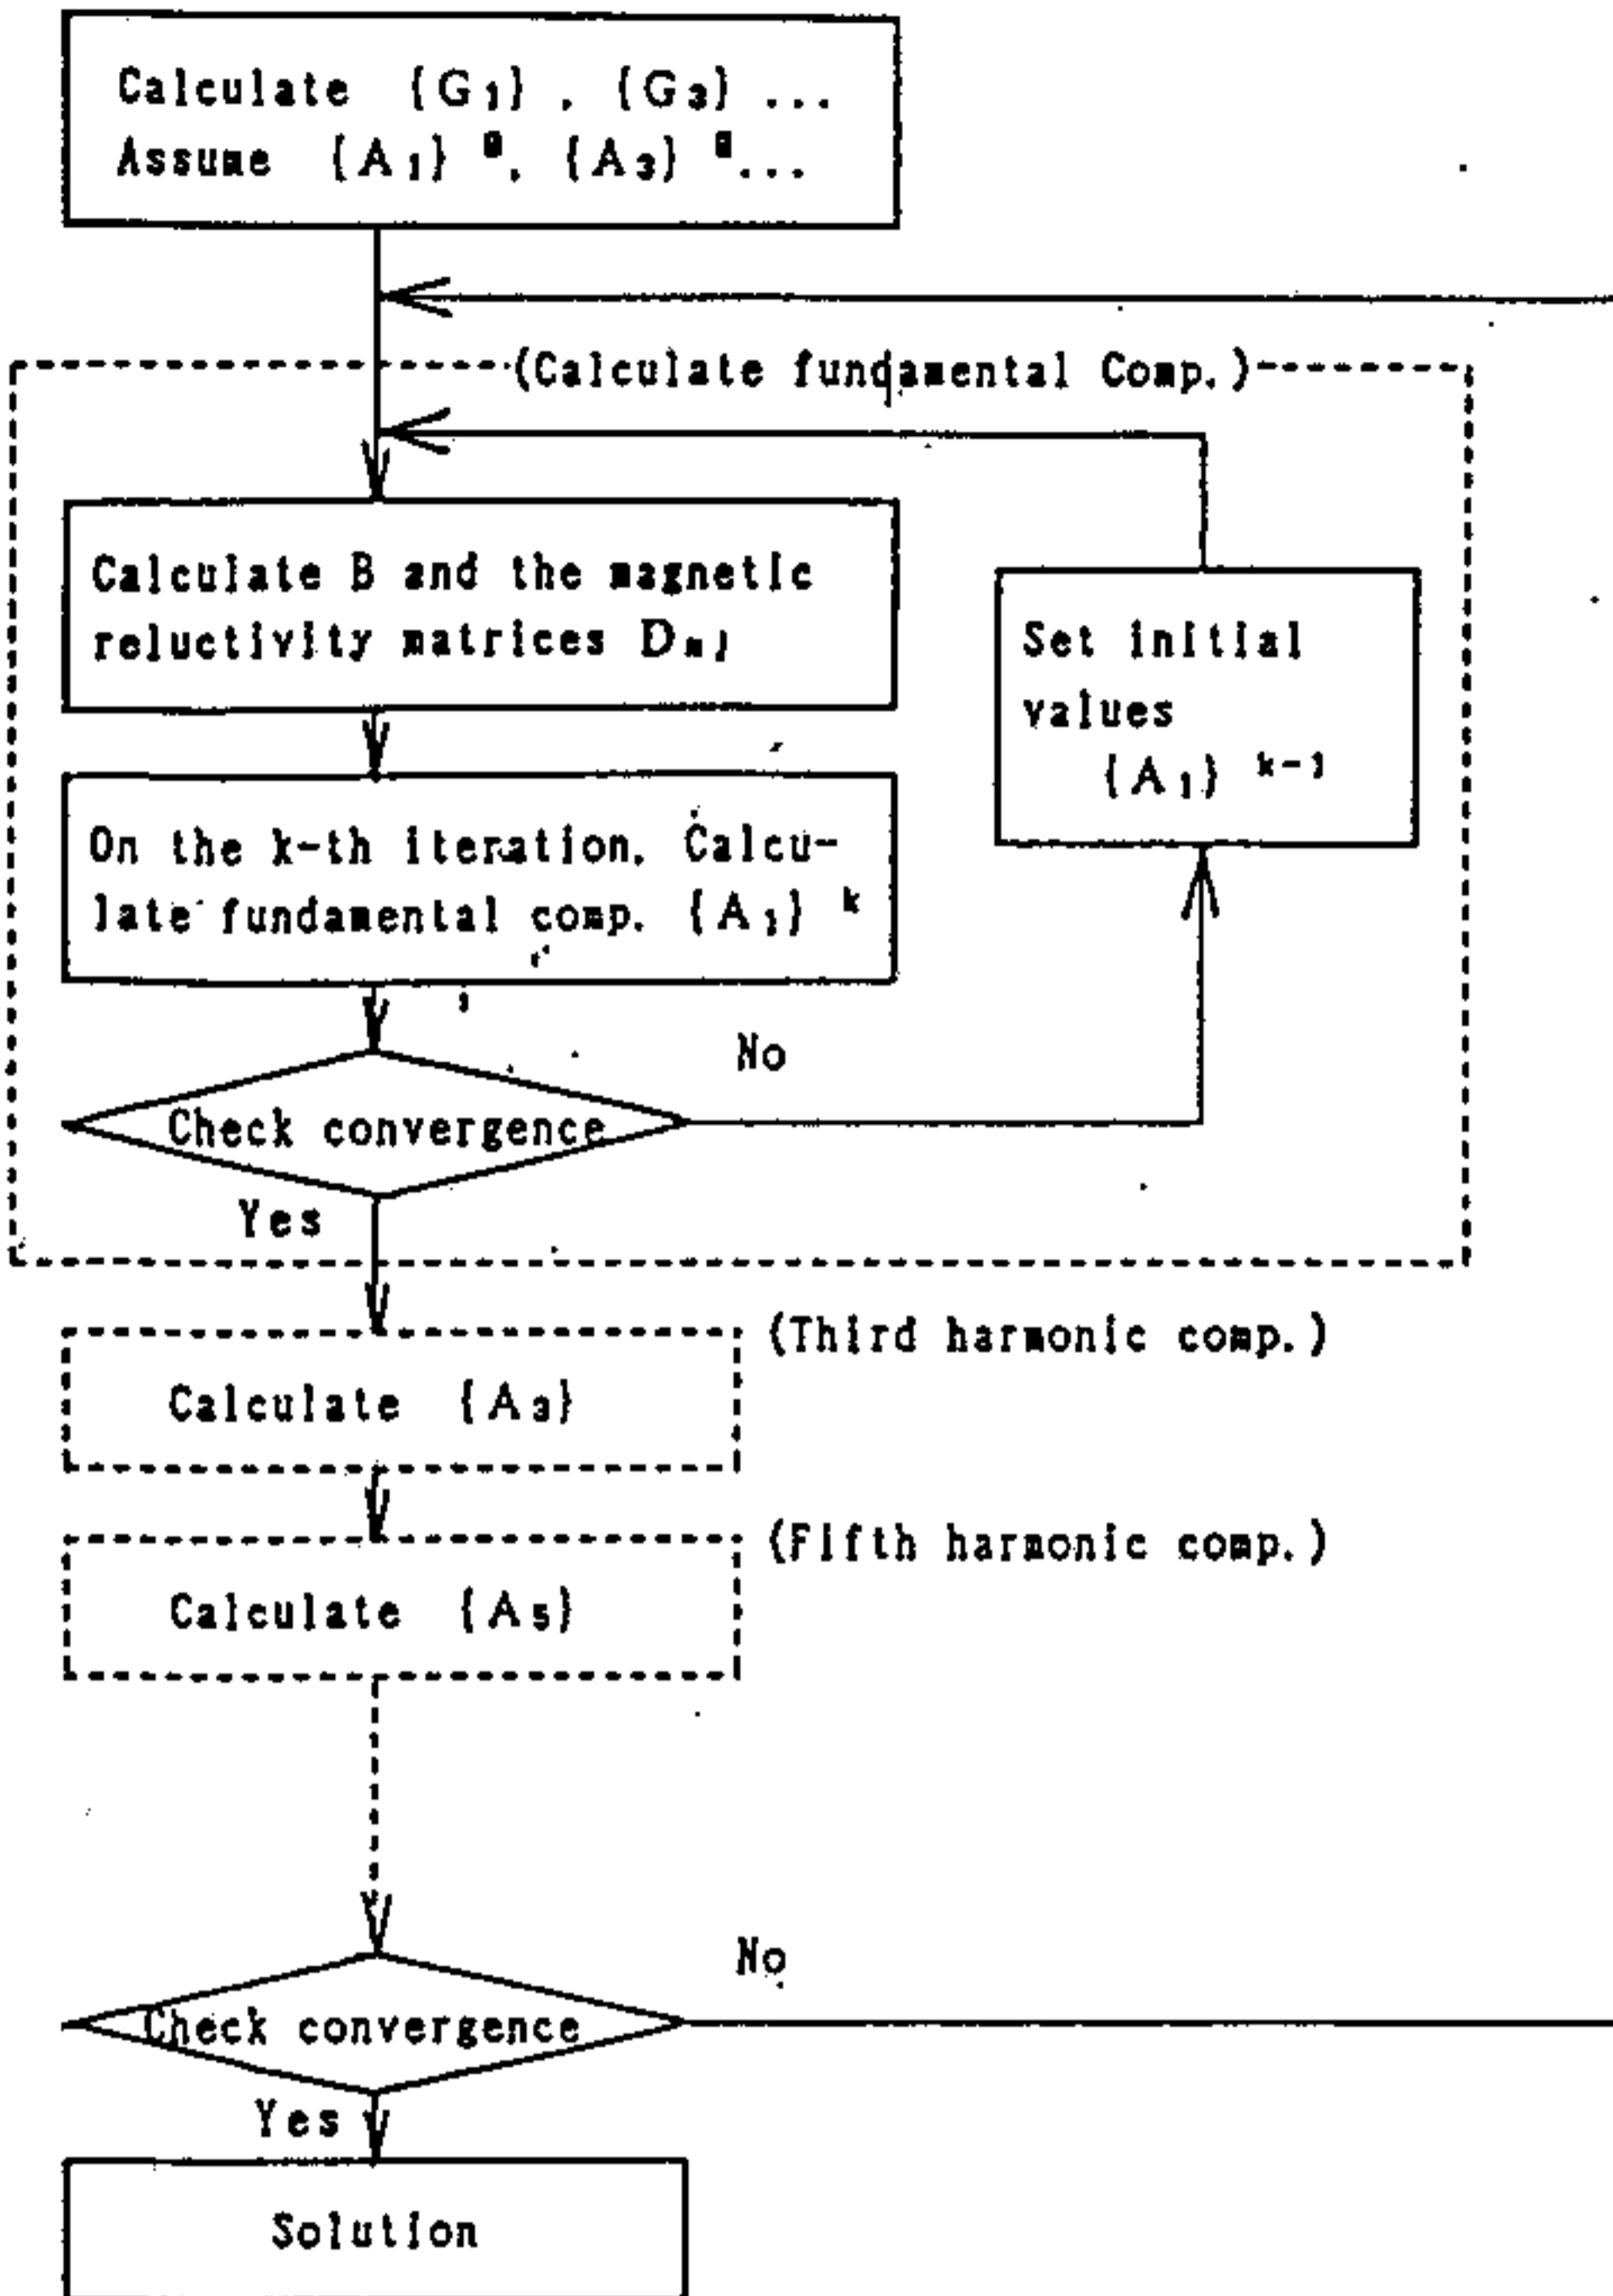 Calculate {G₁}, {G₃} ...
Assume {A₁}⁰, {A₃}⁰...
(Calculate fundamental Comp.)
Calculate B and the magnetic
reluctivity matrices D
Set initial
values
{A₁}ᵏ⁻¹
On the k-th iteration, Calcu-
late fundamental comp. {A₁}ᵏ
No
Check convergence
Yes
(Third harmonic comp.)
Calculate {A₃}
(Fifth harmonic comp.)
Calculate {A₅}
No
Check convergence
Yes
Solution